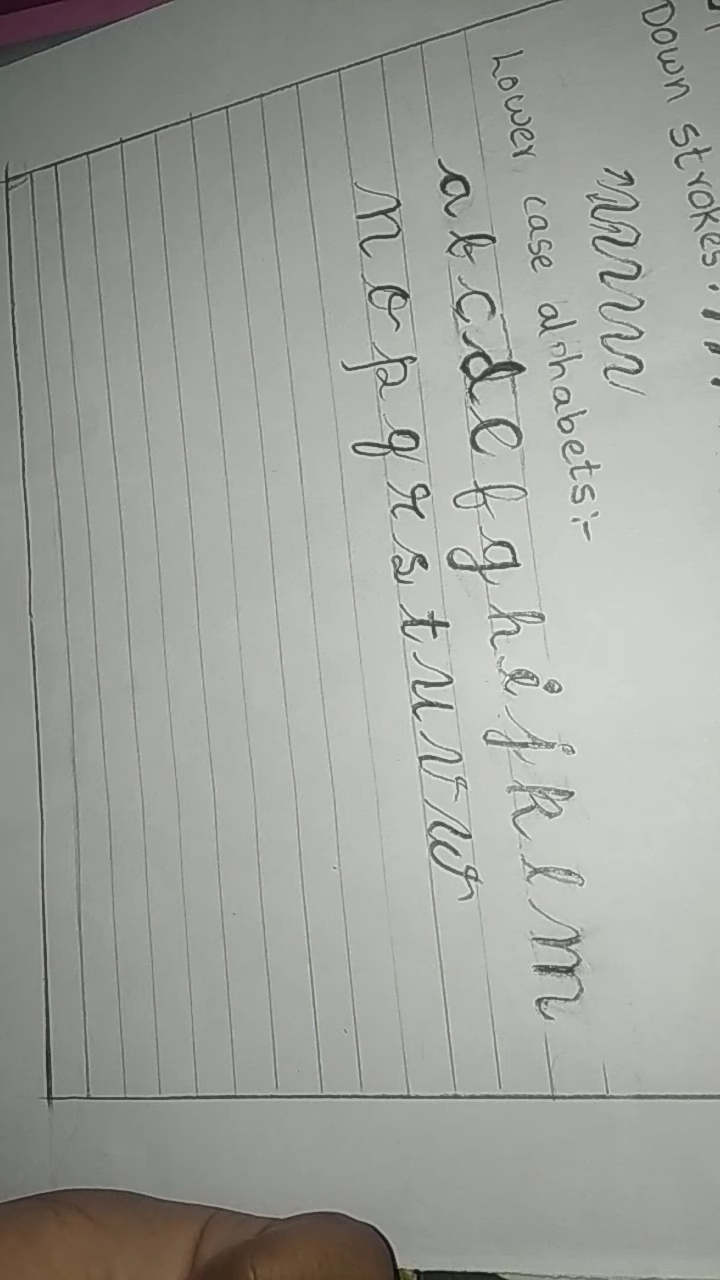 Down strokes:
Lower case alphabets:-
a b c d e f g h i j k l m
n o p q r s t u v w